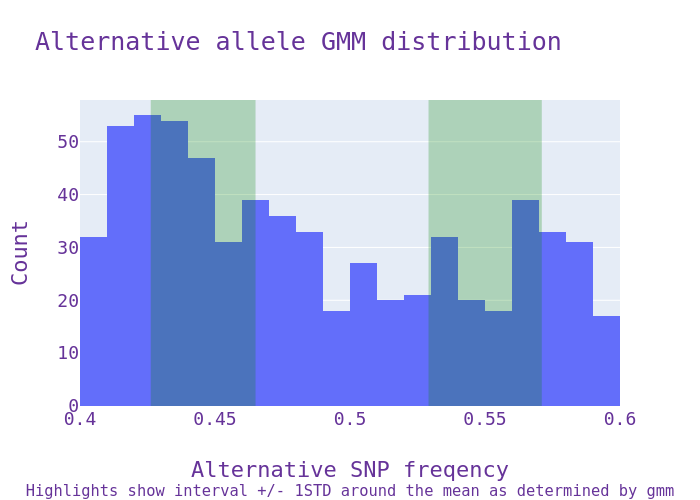 Alternative allele GMM distribution
50
40
30
20
10
0
Count
0.4 0.45 0.5 0.55 0.6
Alternative SNP freqency
Highlights show interval +/- 1STD around the mean as determined by gmm